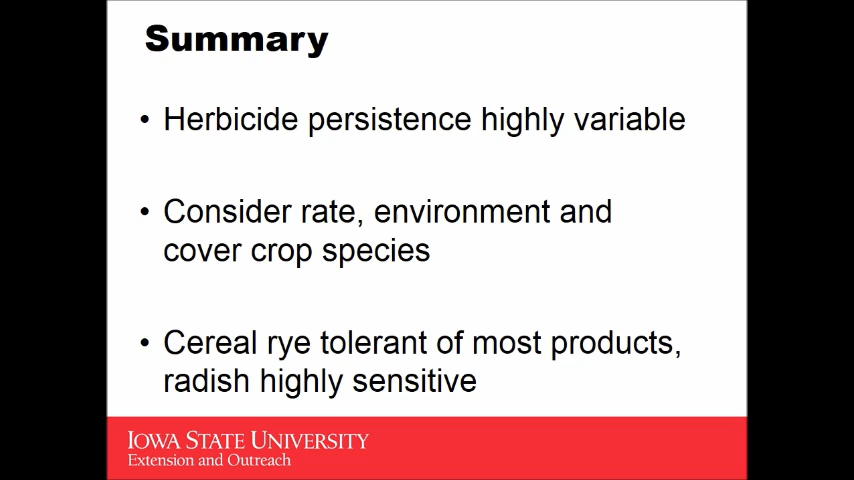 Summary
• Herbicide persistence highly variable
• Consider rate, environment and
cover crop species
• Cereal rye tolerant of most products,
radish highly sensitive
IOWA STATE UNIVERSITY
Extension and Outreach